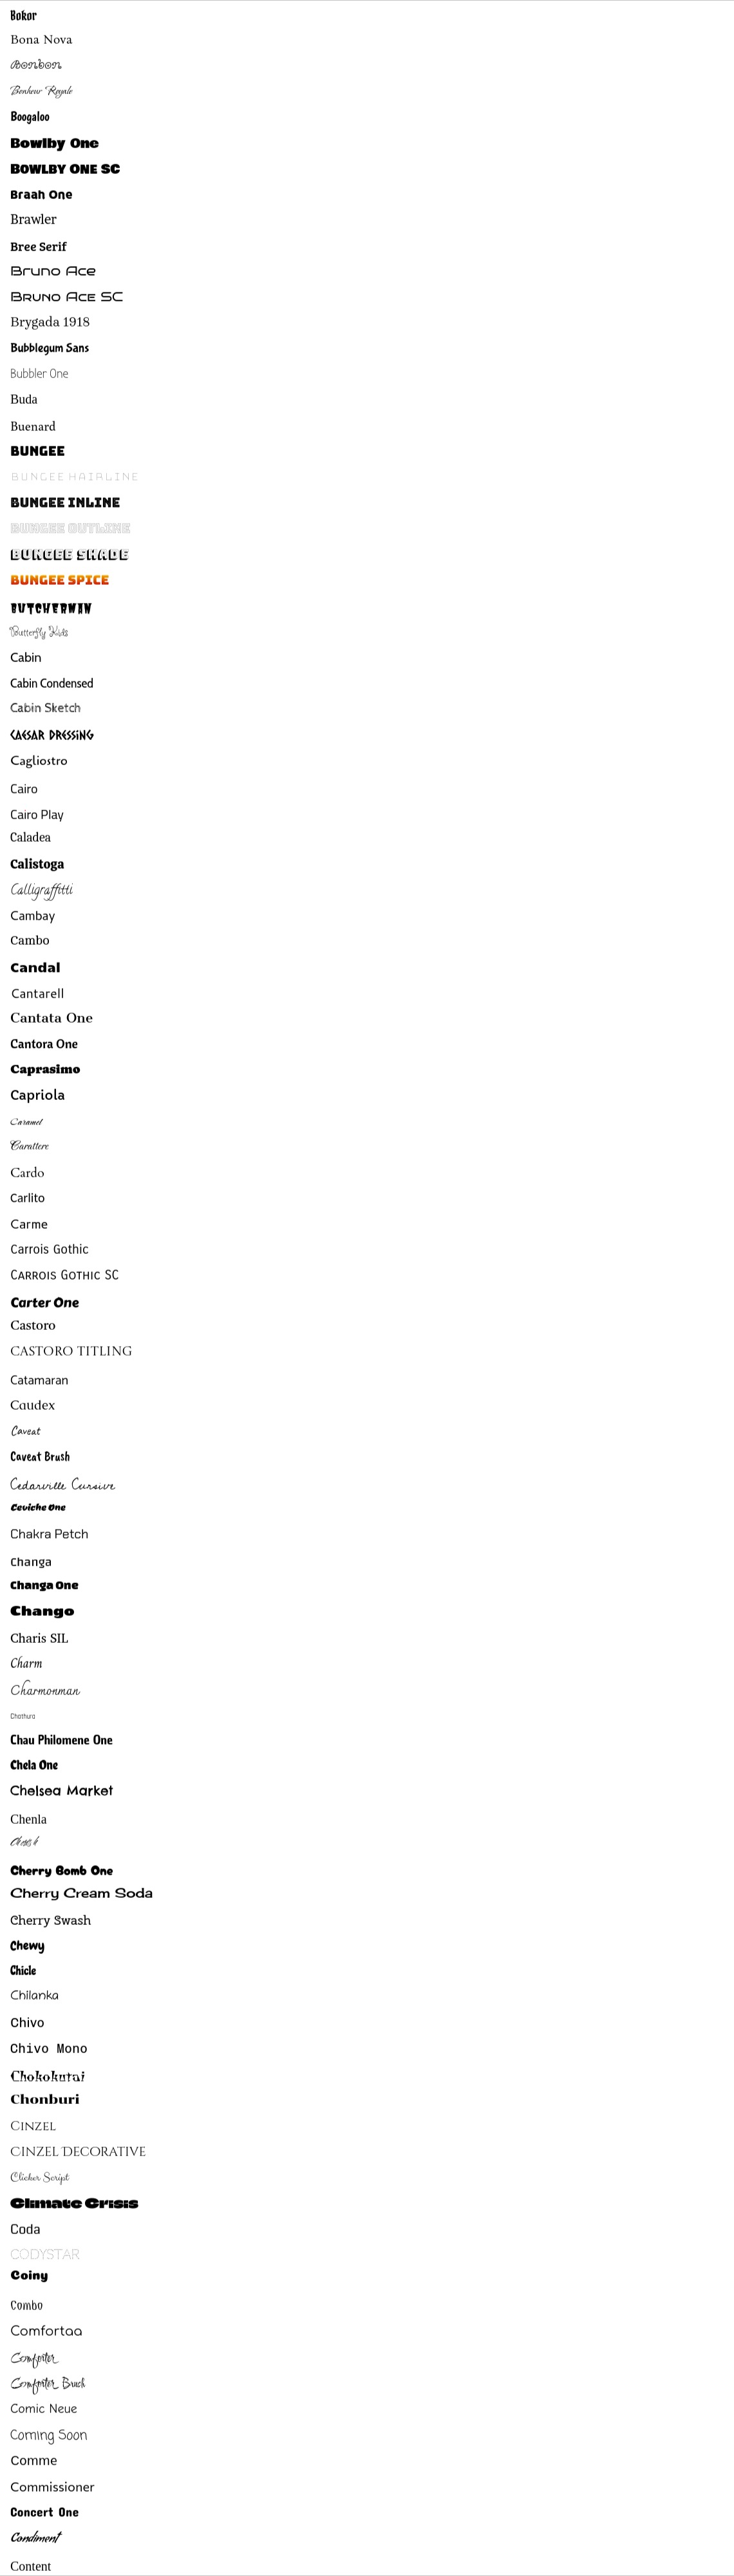 Bokor
Bona Nova
Bonbon
Bonheur Royale
Boogaloo
Bowlby One
BOWLBY ONE SC
Braah One
Brawler
Bree Serif
Bruno Ace
BRUNO ACE SC
Brygada 1918
Bubblegum Sans
Bubbler One
Buda
Buenard
BUNGEE
BUNGEE HAIRLINE
BUNGEE INLINE
BUNGEE OUTLINE
BUNGEE SHADE
BUNGEE SPICE
BUTCHERMAN
Butterfly Kids
Cabin
Cabin Condensed
Cabin Sketch
CAESAR DRESSING
Cagliostro
Cairo
Cairo Play
Caladea
Calistoga
Calligraffitti
Cambay
Cambo
Candal
Cantarell
Cantata One
Cantora One
Caprasimo
Capriola
Caramel
Carattere
Cardo
Carlito
Carme
Carrois Gothic
CARROIS GOTHIC SC
Carter One
Castoro
CASTORO TITLING
Catamaran
Caudex
Caveat
Caveat Brush
Cedarville Cursive
Ceviche One
Chakra Petch
Changa
Changa One
Chango
Charis SIL
Charm
Charmonman
Chathura
Chau Philomene One
Chela One
Chelsea Market
Chenla
Cherish
Cherry Bomb One
Cherry Cream Soda
Cherry Swash
Chewy
Chicle
Chilanka
Chivo
Chivo Mono
Chokokutai
Chonburi
CINZEL
CINZEL DECORATIVE
Clicker Script
Climate Crisis
Coda
CODYSTAR
Coiny
Combo
Comfortaa
Comforter
Comforter Brush
Comic Neue
Coming Soon
Comme
Commissioner
Concert One
Condiment
Content